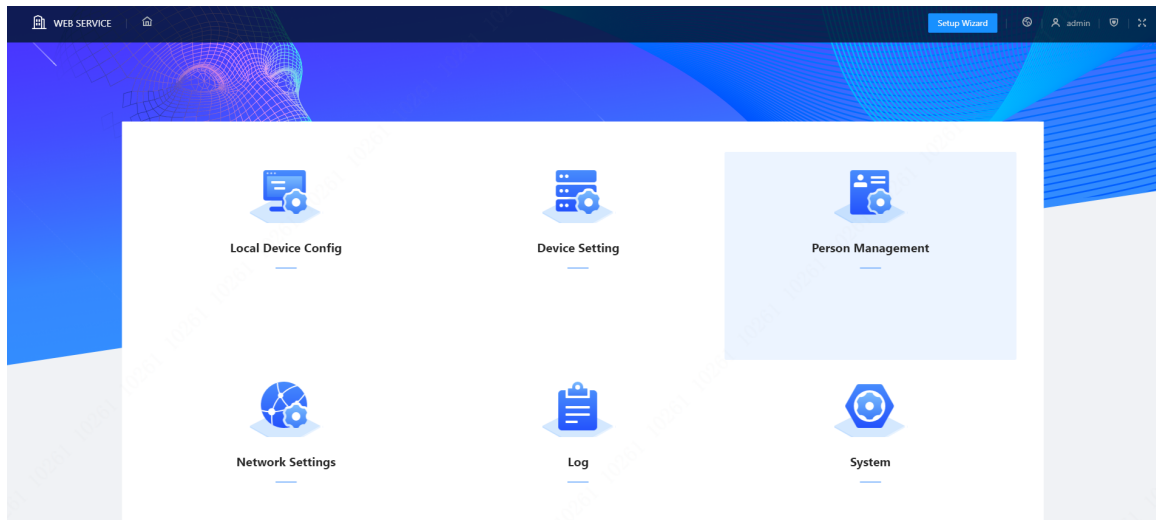 WEB SERVICE
Setup Wizard
admin
Local Device Config
Device Setting
Person Management
Network Settings
Log
System